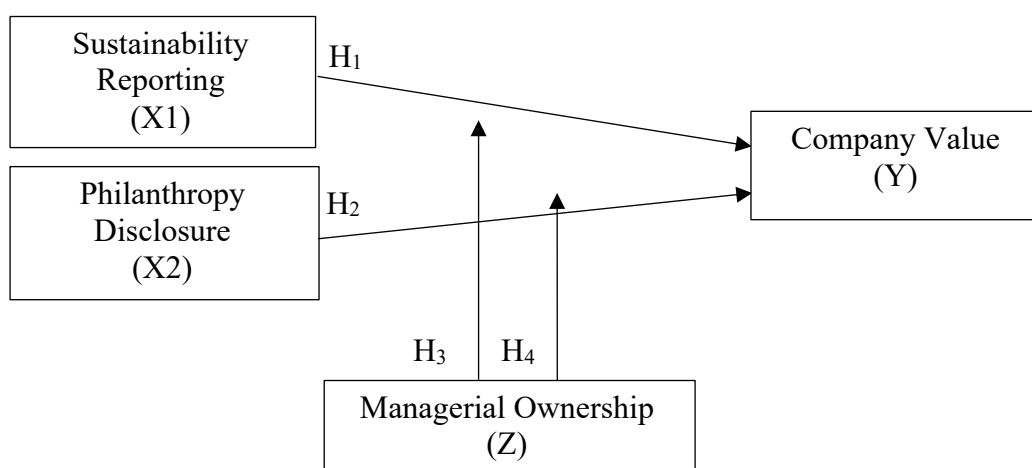 Sustainability
Reporting
(X1)
H₁
Company Value
(Y)
Philanthropy
Disclosure
(X2)
H₂
H₃
H₄
Managerial Ownership
(Z)